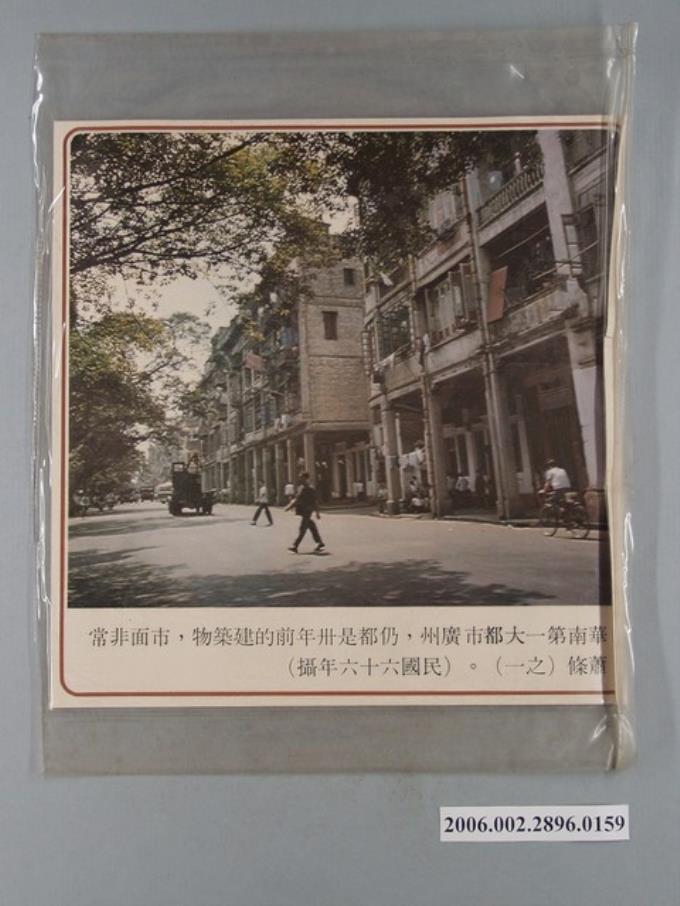 華南第一大都市廣州，仍都是卅年前的建築物，市面非常
蕭條（之一）。（民國六十六年攝）
2006.002.2896.0159